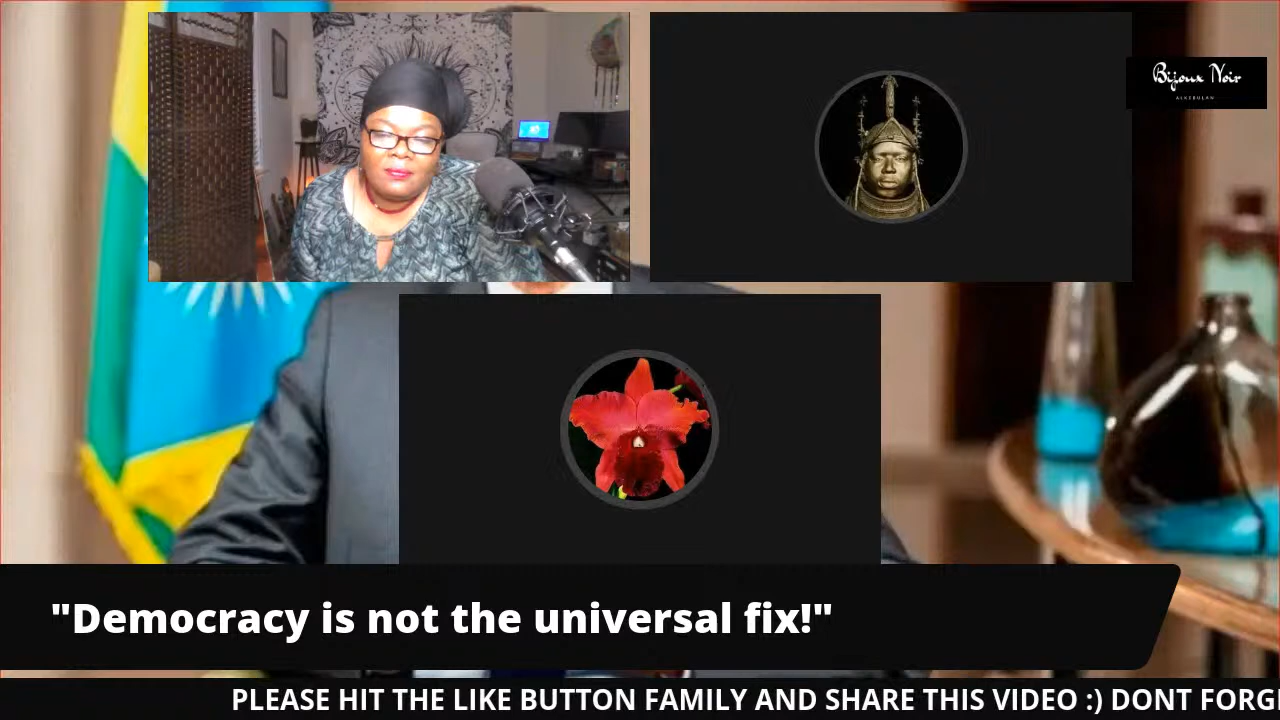 Bijoux Noir
ALKEBULAN
"Democracy is not the universal fix!"
PLEASE HIT THE LIKE BUTTON FAMILY AND SHARE THIS VIDEO :) DONT FORG